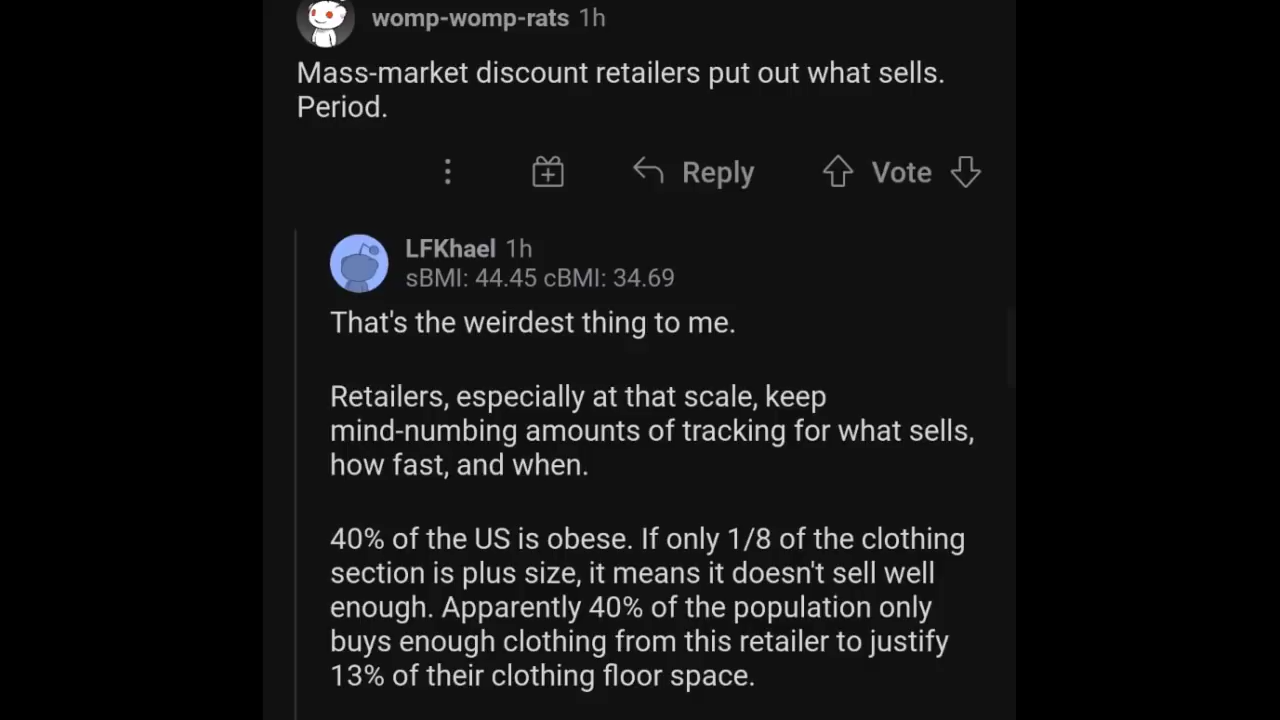 womp-womp-rats 1h
Mass-market discount retailers put out what sells.
Period.
Reply
Vote
LFKhael 1h
sBMI: 44.45 cBMI: 34.69
That's the weirdest thing to me.
Retailers, especially at that scale, keep
mind-numbing amounts of tracking for what sells,
how fast, and when.
40% of the US is obese. If only 1/8 of the clothing
section is plus size, it means it doesn't sell well
enough. Apparently 40% of the population only
buys enough clothing from this retailer to justify
13% of their clothing floor space.